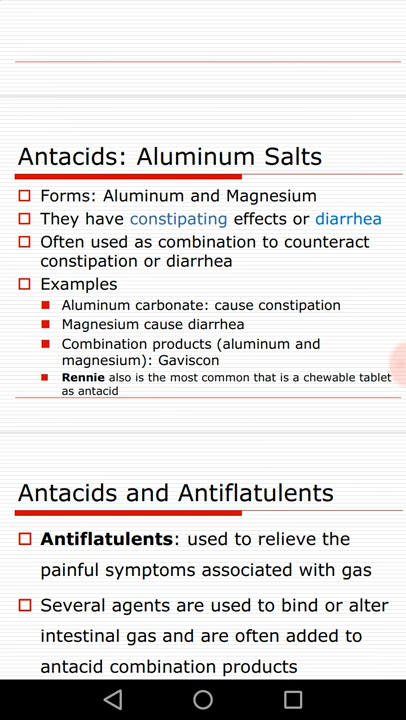 Antacids: Aluminum Salts
Forms: Aluminum and Magnesium
They have constipating effects or diarrhea
Often used as combination to counteract
constipation or diarrhea
Examples
Aluminum carbonate: cause constipation
Magnesium cause diarrhea
Combination products (aluminum and
magnesium): Gaviscon
Rennie also is the most common that is a chewable tablet
as antacid
Antacids and Antiflatulents
Antiflatulents: used to relieve the
painful symptoms associated with gas
Several agents are used to bind or alter
intestinal gas and are often added to
antacid combination products